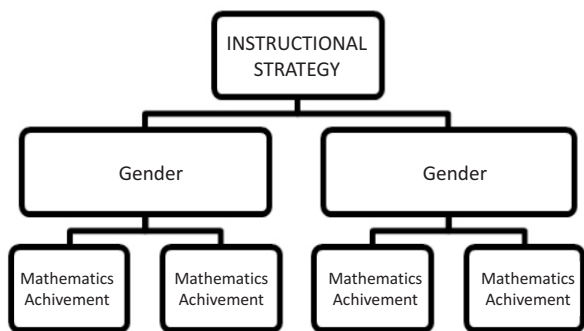 INSTRUCTIONAL
STRATEGY
Gender
Gender
Mathematics
Achivement
Mathematics
Achivement
Mathematics
Achivement
Mathematics
Achivement